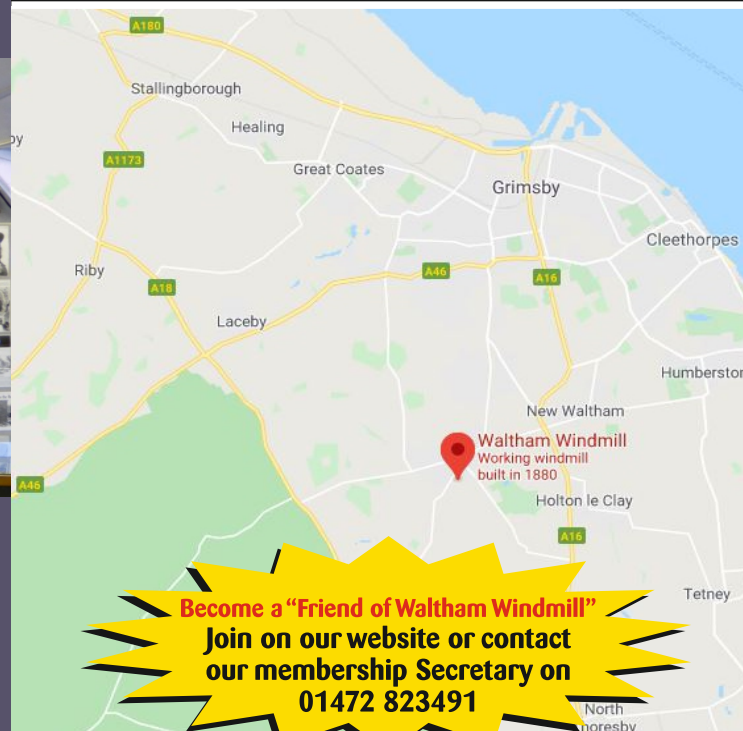 A180
Stallingborough
Healing
A1173
Great Coates
Grimsby
Cleethorpes
Riby
A46
A16
A18
Laceby
Humberston
New Waltham
Waltham Windmill
Working windmill
built in 1880
A46
Holton le Clay
A16
Tetney
Become a “Friend of Waltham Windmill”
Join on our website or contact
our membership Secretary on
01472 823491
North